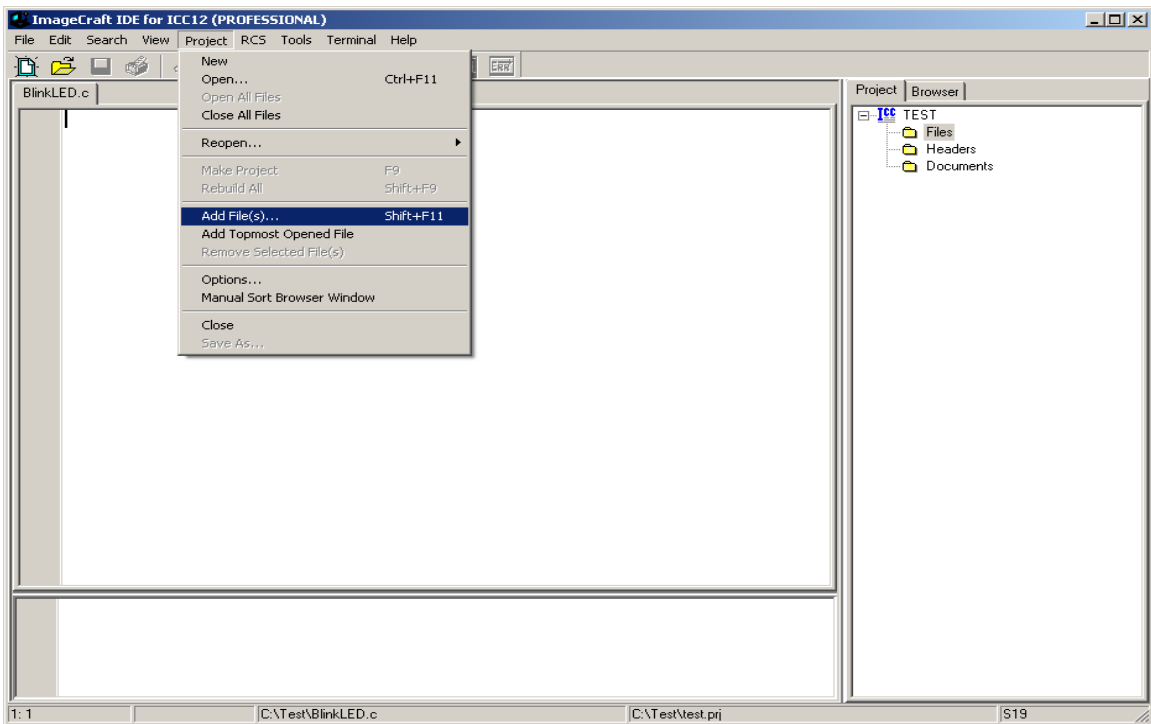 ImageCraft IDE for ICC12 (PROFESSIONAL)
File Edit Search View Project RCS Tools Terminal Help
ERR
BlinkLED.c
New
Open... Ctrl+F11
Open All Files
Close All Files
Reopen...
Make Project F9
Rebuild All Shift+F9
Add File(s)... Shift+F11
Add Topmost Opened File
Remove Selected File(s)
Options...
Manual Sort Browser Window
Close
Save As...
Project Browser
ICC TEST
Files
Headers
Documents
1: 1 C:\Test\BlinkLED.c C:\Test\test.prj S19